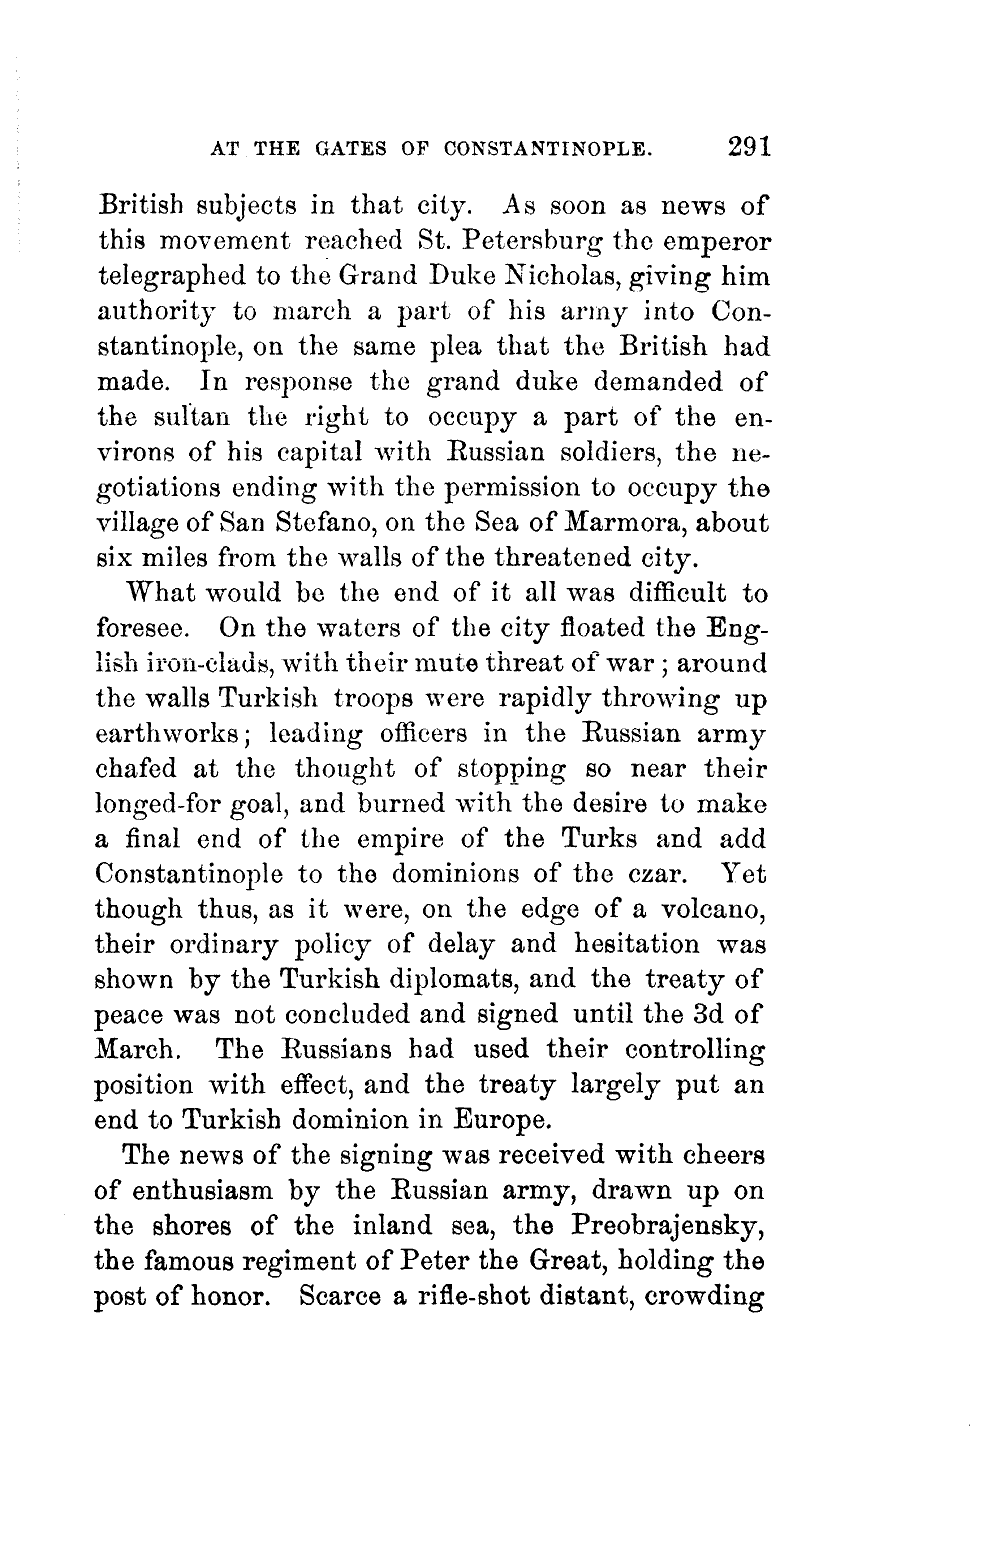 AT THE GATES OF CONSTANTINOPLE. 291
British subjects in that city. As soon as news of
this movement reached St. Petersburg the emperor
telegraphed to the Grand Duke Nicholas, giving him
authority to march a part of his army into Con-
stantinople, on the same plea that the British had
made. In response the grand duke demanded of
the sultan the right to occupy a part of the en-
virons of his capital with Russian soldiers, the ne-
gotiations ending with the permission to occupy the
village of San Stefano, on the Sea of Marmora, about
six miles from the walls of the threatened city.
What would be the end of it all was difficult to
foresee. On the waters of the city floated the Eng-
lish iron-clads, with their mute threat of war ; around
the walls Turkish troops were rapidly throwing up
earthworks; leading officers in the Russian army
chafed at the thought of stopping so near their
longed-for goal, and burned with the desire to make
a final end of the empire of the Turks and add
Constantinople to the dominions of the czar. Yet
though thus, as it were, on the edge of a volcano,
their ordinary policy of delay and hesitation was
shown by the Turkish diplomats, and the treaty of
peace was not concluded and signed until the 3d of
March. The Russians had used their controlling
position with effect, and the treaty largely put an
end to Turkish dominion in Europe.
The news of the signing was received with cheers
of enthusiasm by the Russian army, drawn up on
the shores of the inland sea, the Preobrajensky,
the famous regiment of Peter the Great, holding the
post of honor. Scarce a rifle-shot distant, crowding